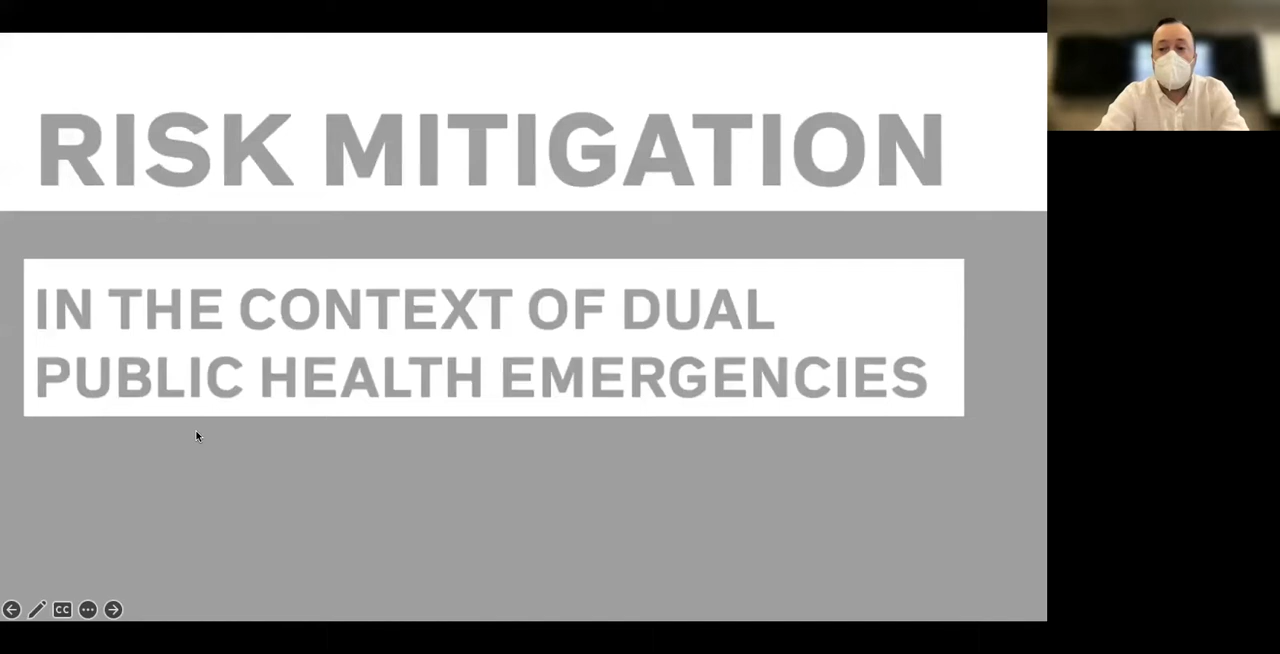 RISK MITIGATION
IN THE CONTEXT OF DUAL
PUBLIC HEALTH EMERGENCIES
CC